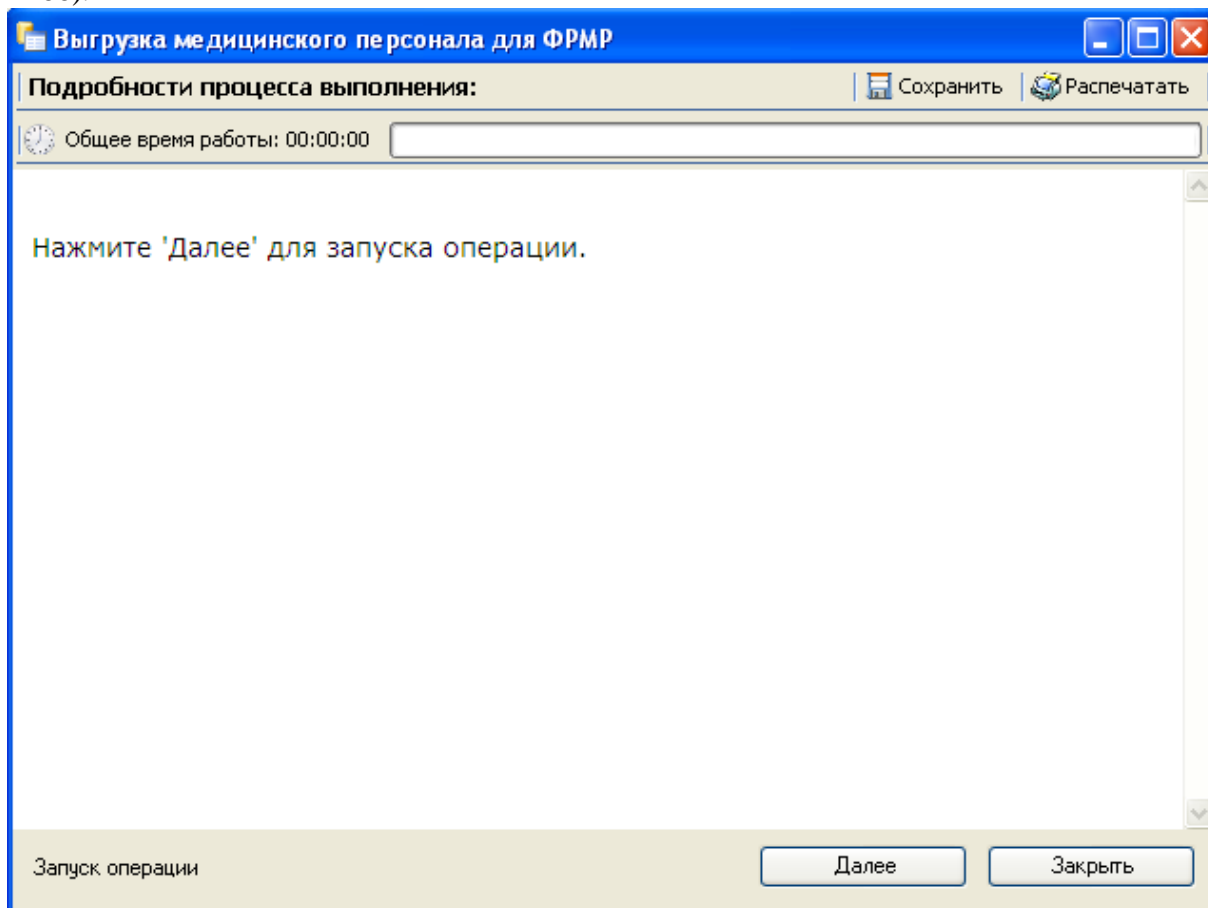 Выгрузка медицинского персонала для ФРМР
Подробности процесса выполнения: Сохранить Распечатать
Общее время работы: 00:00:00
Нажмите 'Далее' для запуска операции.
Запуск операции Далее Закрыть